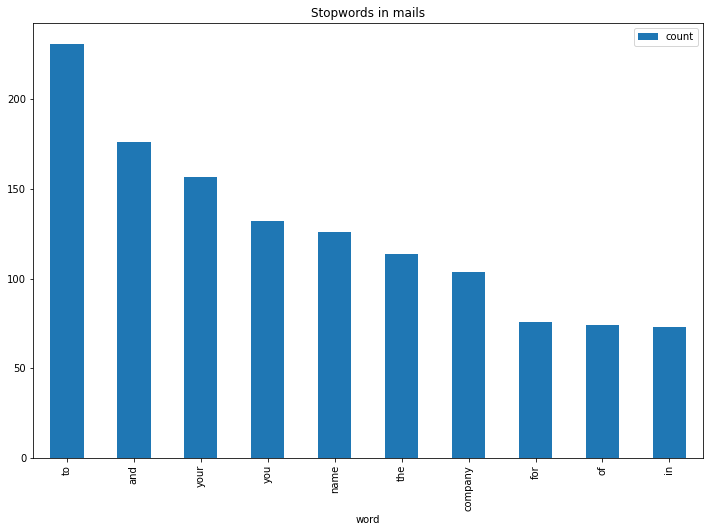 Stopwords in mails
count
200
150
100
50
0
to
and
your
you
name
the
company
for
of
in
word